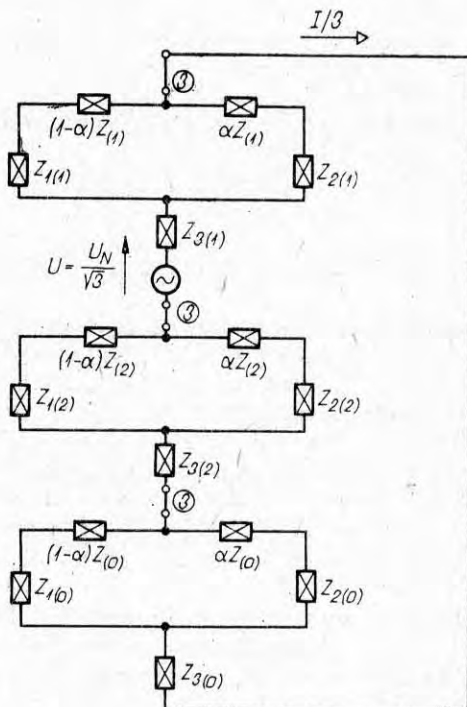 I/3
③
(1-α)Z(1)
αZ(1)
Z1(1)
Z2(1)
Z3(1)
U = UN/√3
~
③
(1-α)Z(2)
αZ(2)
Z1(2)
Z2(2)
Z3(2)
③
(1-α)Z(0)
αZ(0)
Z1(0)
Z2(0)
Z3(0)